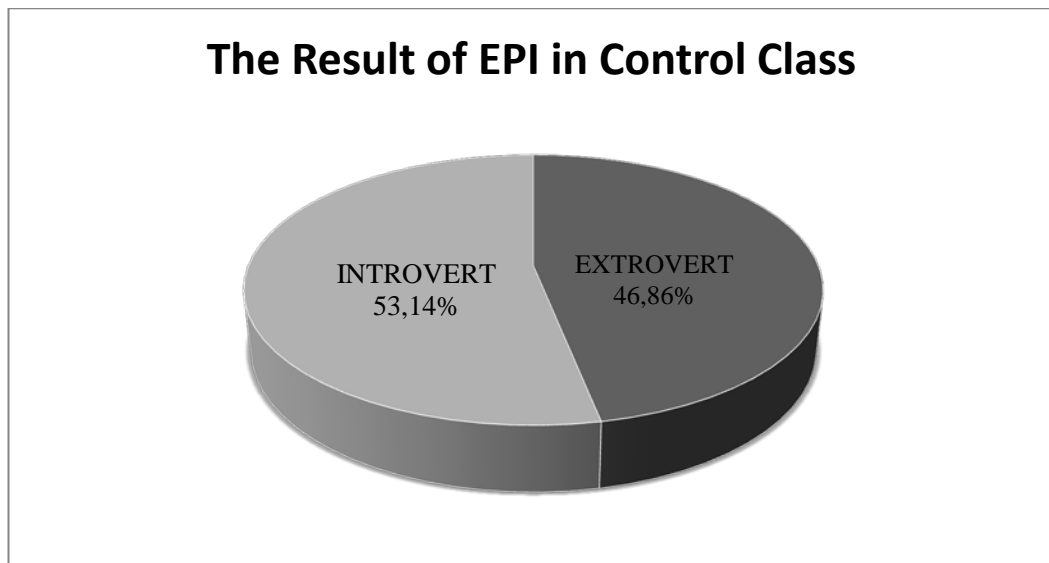 The Result of EPI in Control Class
INTROVERT
53,14%
EXTROVERT
46,86%